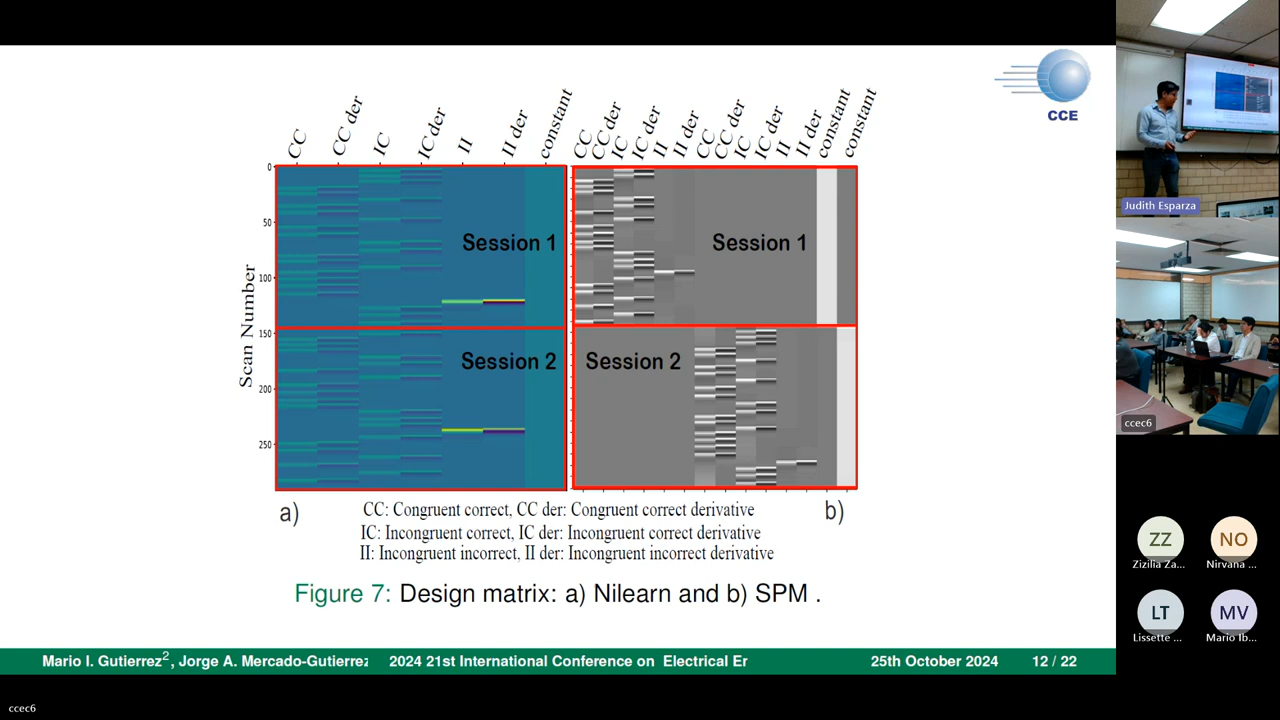 CCE
CC
CC der
IC
IC der
II
II der
constant
CC
CC der
IC
IC der
II
II der
CC
CC der
IC
IC der
II
II der
constant
constant
Scan Number
0
50
100
150
200
250
Session 1
Session 1
Session 2
Session 2
a)
b)
CC: Congruent correct, CC der: Congruent correct derivative
IC: Incongruent correct, IC der: Incongruent correct derivative
II: Incongruent incorrect, II der: Incongruent incorrect derivative
Figure 7: Design matrix: a) Nilearn and b) SPM .
Mario I. Gutierrez2, Jorge A. Mercado-Gutierrez
2024 21st International Conference on Electrical Er
25th October 2024
12 / 22
Judith Esparza
ccec6
ZZ
Zizilia Za...
NO
Nirvana ...
LT
Lissette ...
MV
Mario Ib...
ccec6